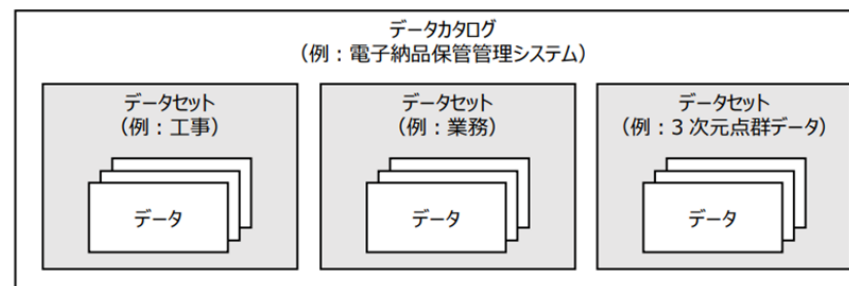 データカタログ
（例：電子納品保管管理システム）
データセット
（例：工事）
データ
データセット
（例：業務）
データ
データセット
（例：3 次元点群データ）
データ